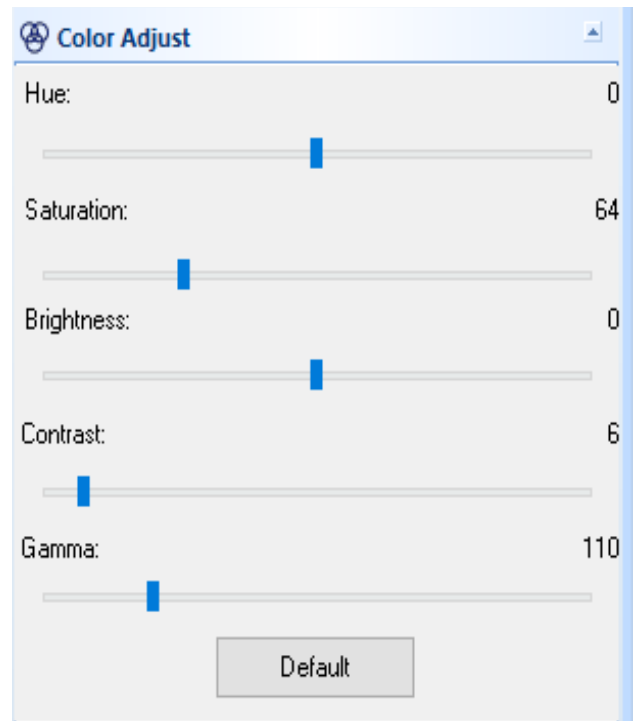 Color Adjust
Hue: 0
Saturation: 64
Brightness: 0
Contrast: 6
Gamma: 110
Default